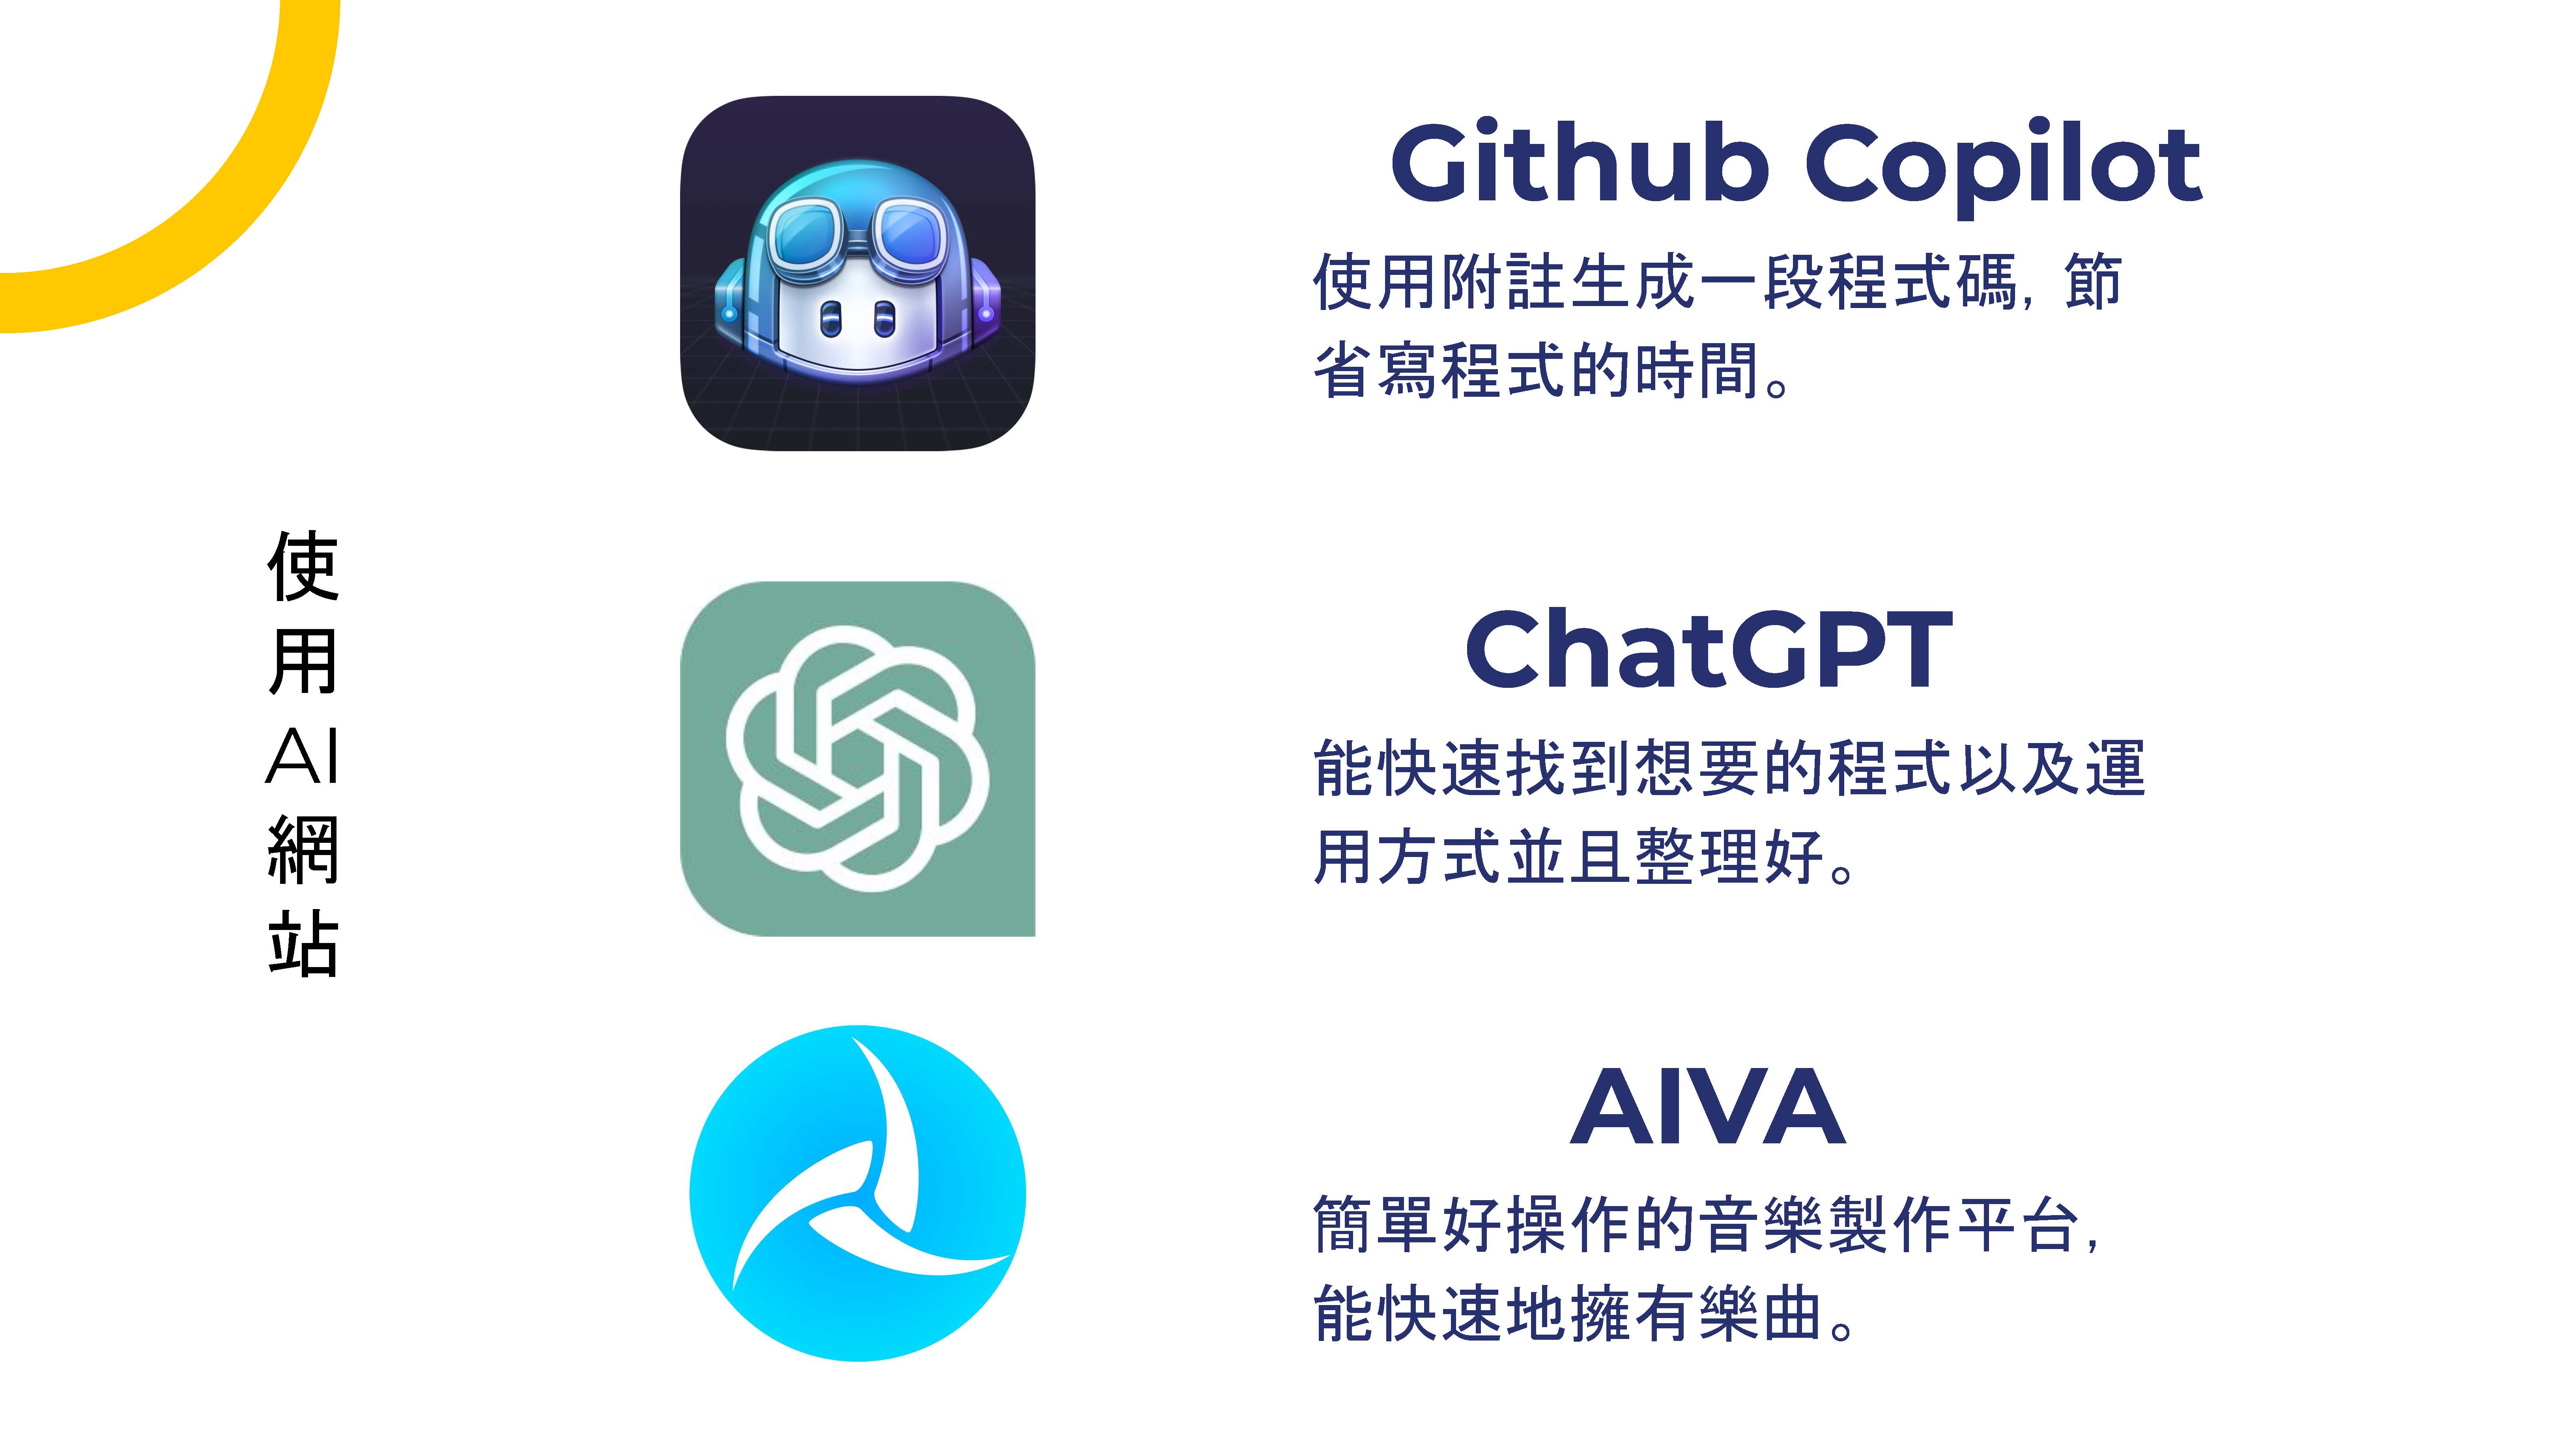 使
用
AI
網
站
Github Copilot
使用附註生成一段程式碼，節
省寫程式的時間。
ChatGPT
能快速找到想要的程式以及運
用方式並且整理好。
AIVA
簡單好操作的音樂製作平台，
能快速地擁有樂曲。